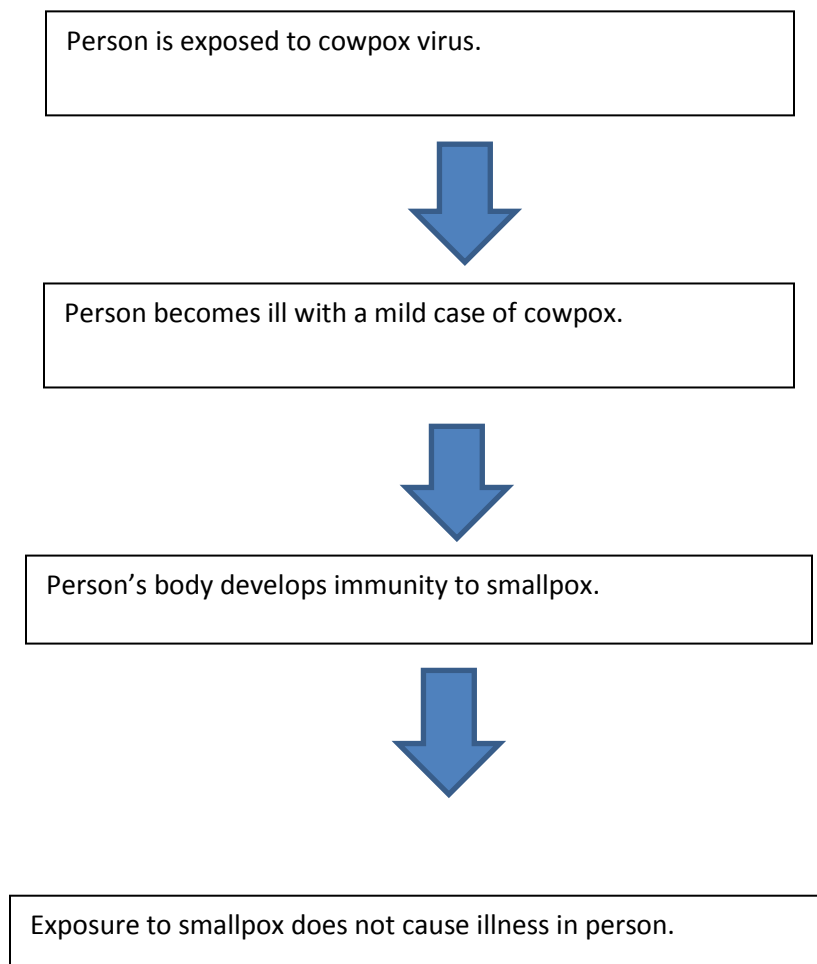 Person is exposed to cowpox virus.
Person becomes ill with a mild case of cowpox.
Person’s body develops immunity to smallpox.
Exposure to smallpox does not cause illness in person.